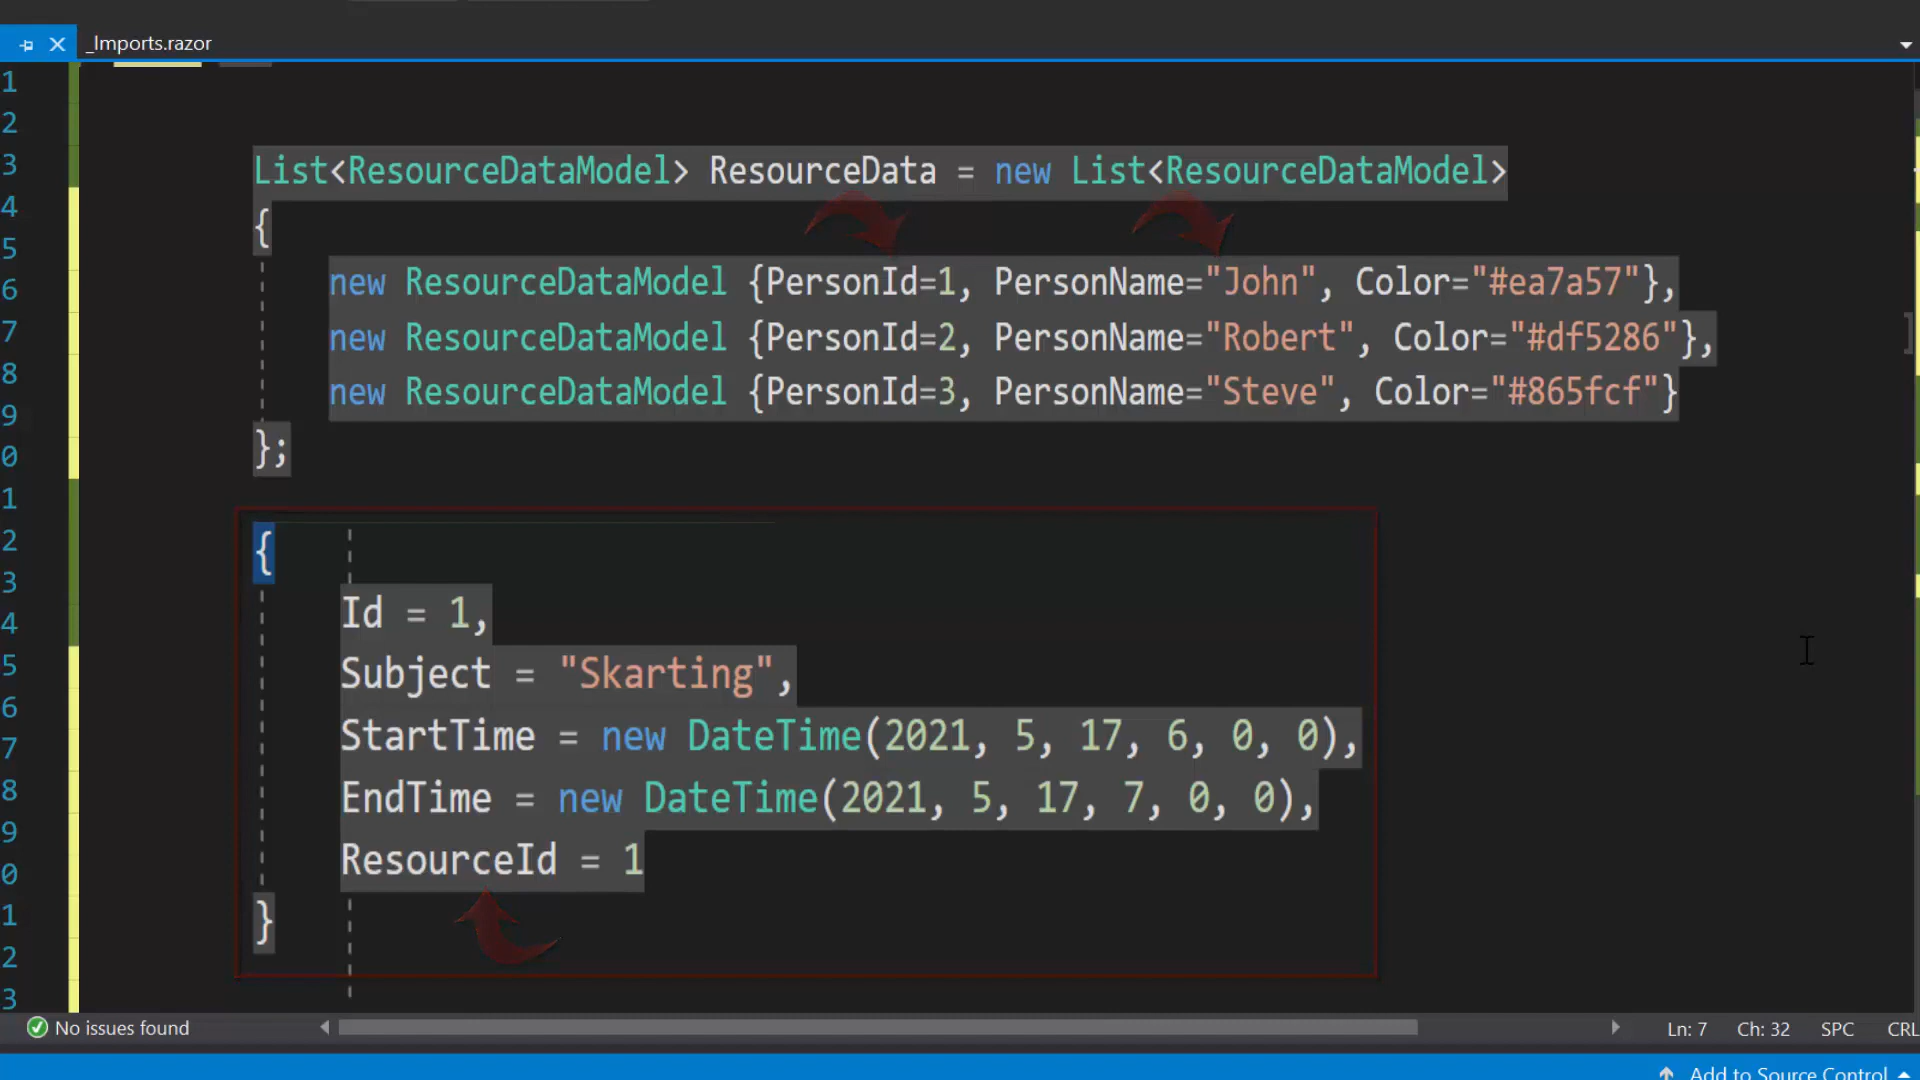 _Imports.razor
1
2
3
4
5
6
7
8
9
0
1
2
3
4
5
6
7
8
9
0
1
2
3
List<ResourceDataModel> ResourceData = new List<ResourceDataModel>
{
new ResourceDataModel {PersonId=1, PersonName="John", Color="#ea7a57"},
new ResourceDataModel {PersonId=2, PersonName="Robert", Color="#df5286"},
new ResourceDataModel {PersonId=3, PersonName="Steve", Color="#865fcf"}
};
{
Id = 1,
Subject = "Skarting",
StartTime = new DateTime(2021, 5, 17, 6, 0, 0),
EndTime = new DateTime(2021, 5, 17, 7, 0, 0),
ResourceId = 1
}
No issues found
Ln: 7 Ch: 32 SPC CRL
Add to Source Control